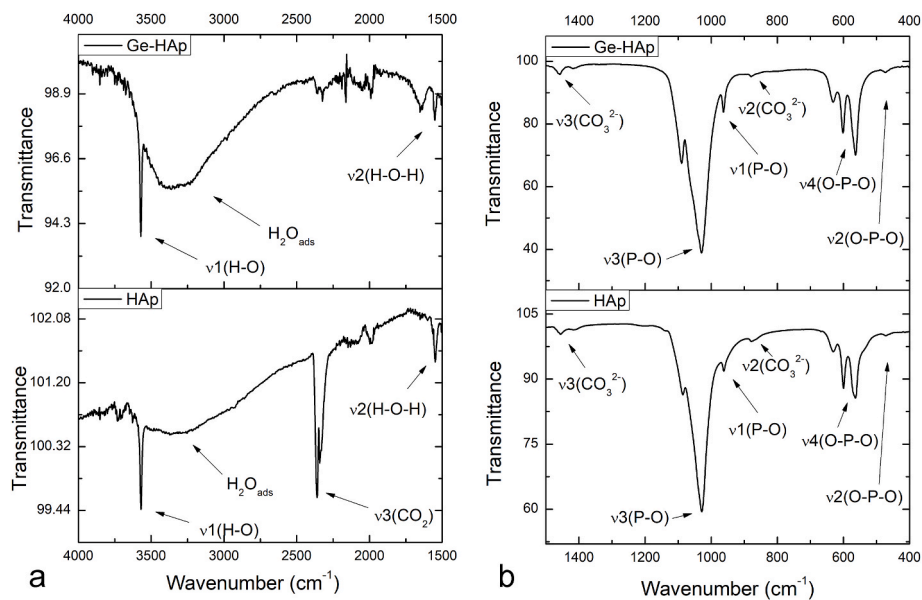 4000 3500 3000 2500 2000 1500
Ge-HAp
98.9
96.6
94.3
92.0
Transmittance
ν2(H-O-H)
H₂Oads
ν1(H-O)
HAp
102.08
101.20
100.32
99.44
Transmittance
ν2(H-O-H)
H₂Oads
ν3(CO₂)
ν1(H-O)
4000 3500 3000 2500 2000 1500
Wavenumber (cm⁻¹)
a
1400 1200 1000 800 600 400
Ge-HAp
100
80
60
40
Transmittance
ν3(CO₃²⁻)
ν2(CO₃²⁻)
ν1(P-O)
ν4(O-P-O)
ν2(O-P-O)
ν3(P-O)
HAp
105
90
75
60
Transmittance
ν3(CO₃²⁻)
ν2(CO₃²⁻)
ν1(P-O)
ν4(O-P-O)
ν2(O-P-O)
ν3(P-O)
1400 1200 1000 800 600 400
Wavenumber (cm⁻¹)
b